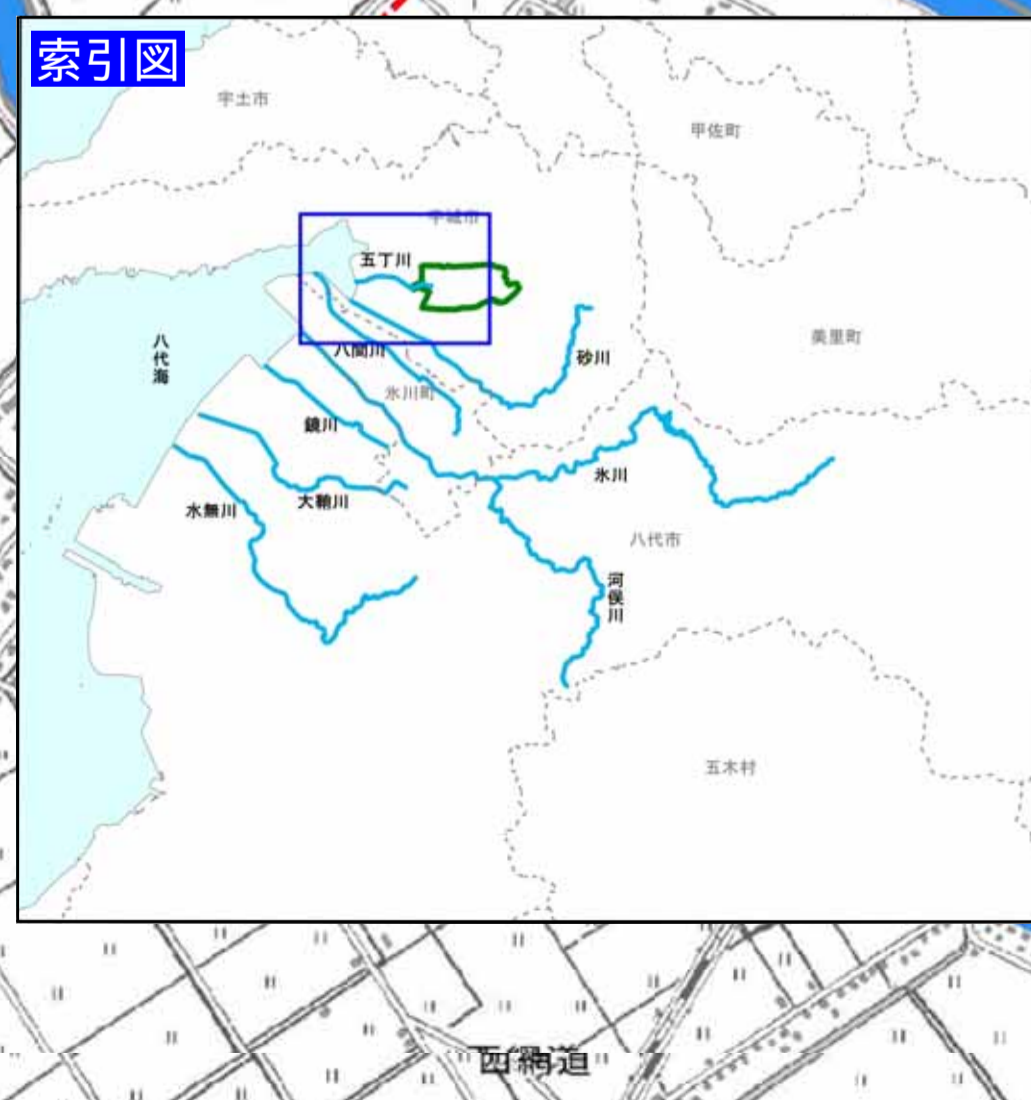 索引図
宇土市
甲佐町
宇城市
五丁川
美里町
八代海
八間川
砂川
氷川町
鏡川
氷川
大鞘川
水無川
八代市
河俣川
五木村
西網道